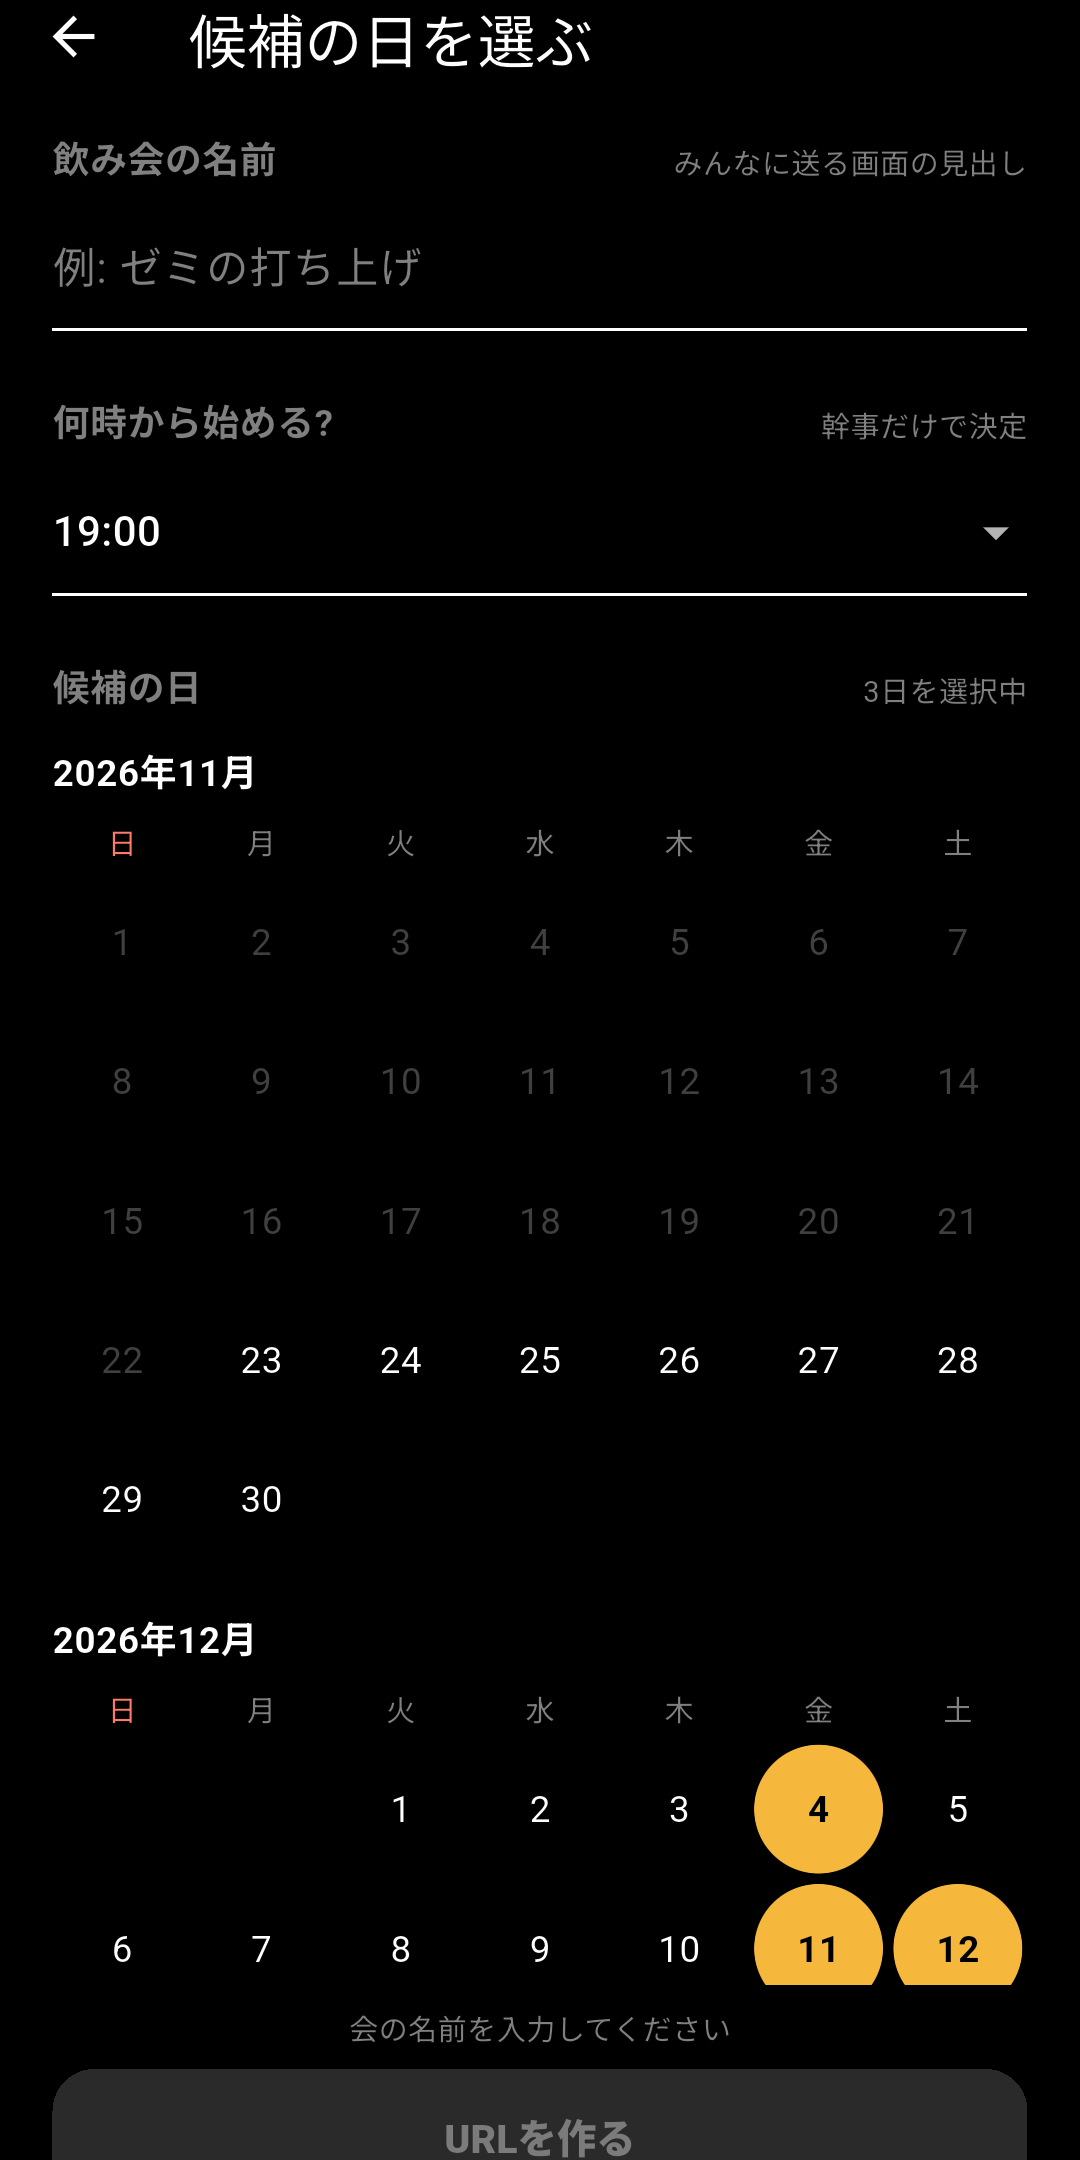 候補の日を選ぶ
飲み会の名前 みんなに送る画面の見出し
例: ゼミの打ち上げ
何時から始める? 幹事だけで決定
19:00
候補の日 3日を選択中
2026年11月
日 月 火 水 木 金 土
1 2 3 4 5 6 7
8 9 10 11 12 13 14
15 16 17 18 19 20 21
22 23 24 25 26 27 28
29 30
2026年12月
日 月 火 水 木 金 土
1 2 3 4 5
6 7 8 9 10 11 12
会の名前を入力してください
URLを作る